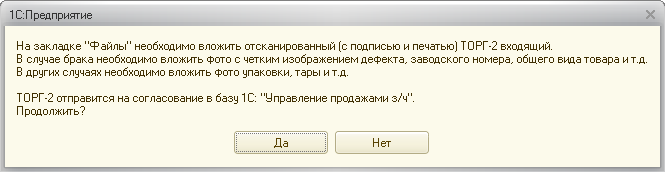 1С:Предприятие
На закладке "Файлы" необходимо вложить отсканированный (с подписью и печатью) ТОРГ-2 входящий.
В случае брака необходимо вложить фото с четким изображением дефекта, заводского номера, общего вида товара и т.д.
В других случаях необходимо вложить фото упаковки, тары и т.д.
ТОРГ-2 отправится на согласование в базу 1С: "Управление продажами з/ч".
Продолжить?
Да Нет